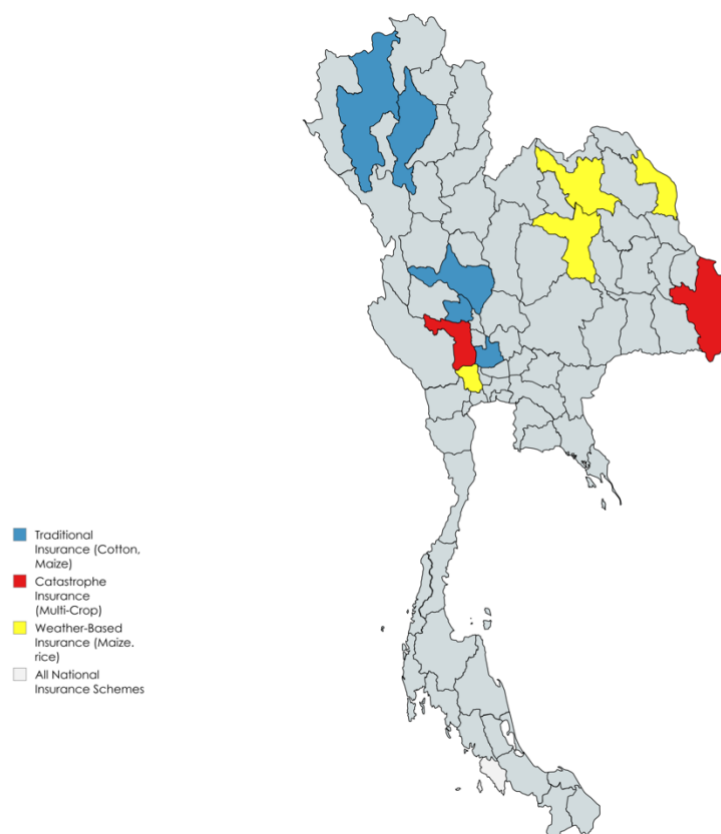 Traditional
Insurance (Cotton,
Maize)
Catastrophe
Insurance
(Multi-Crop)
Weather-Based
Insurance (Maize.
rice)
All National
Insurance Schemes